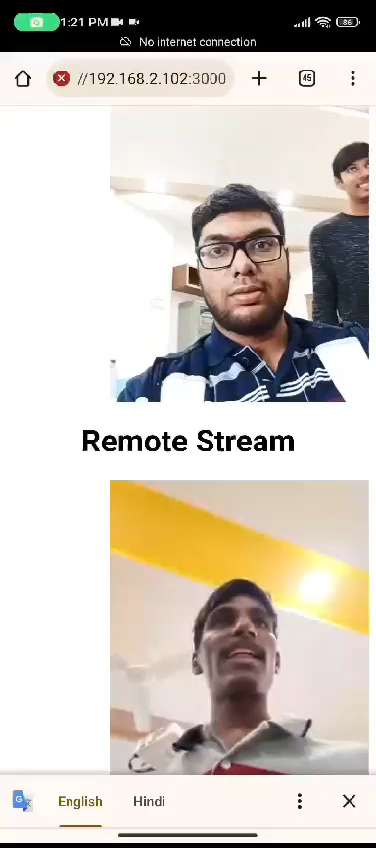 1:21 PM
86
No internet connection
//192.168.2.102:3000
45
Remote Stream
English
Hindi